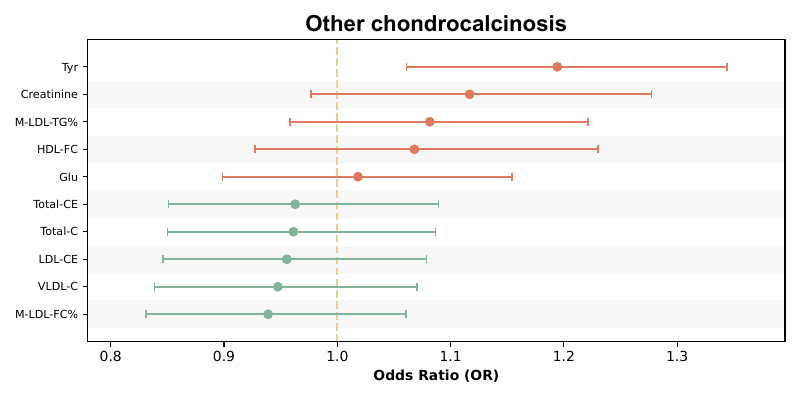 Other chondrocalcinosis
Tyr
Creatinine
M-LDL-TG%
HDL-FC
Glu
Total-CE
Total-C
LDL-CE
VLDL-C
M-LDL-FC%
0.8 0.9 1.0 1.1 1.2 1.3
Odds Ratio (OR)